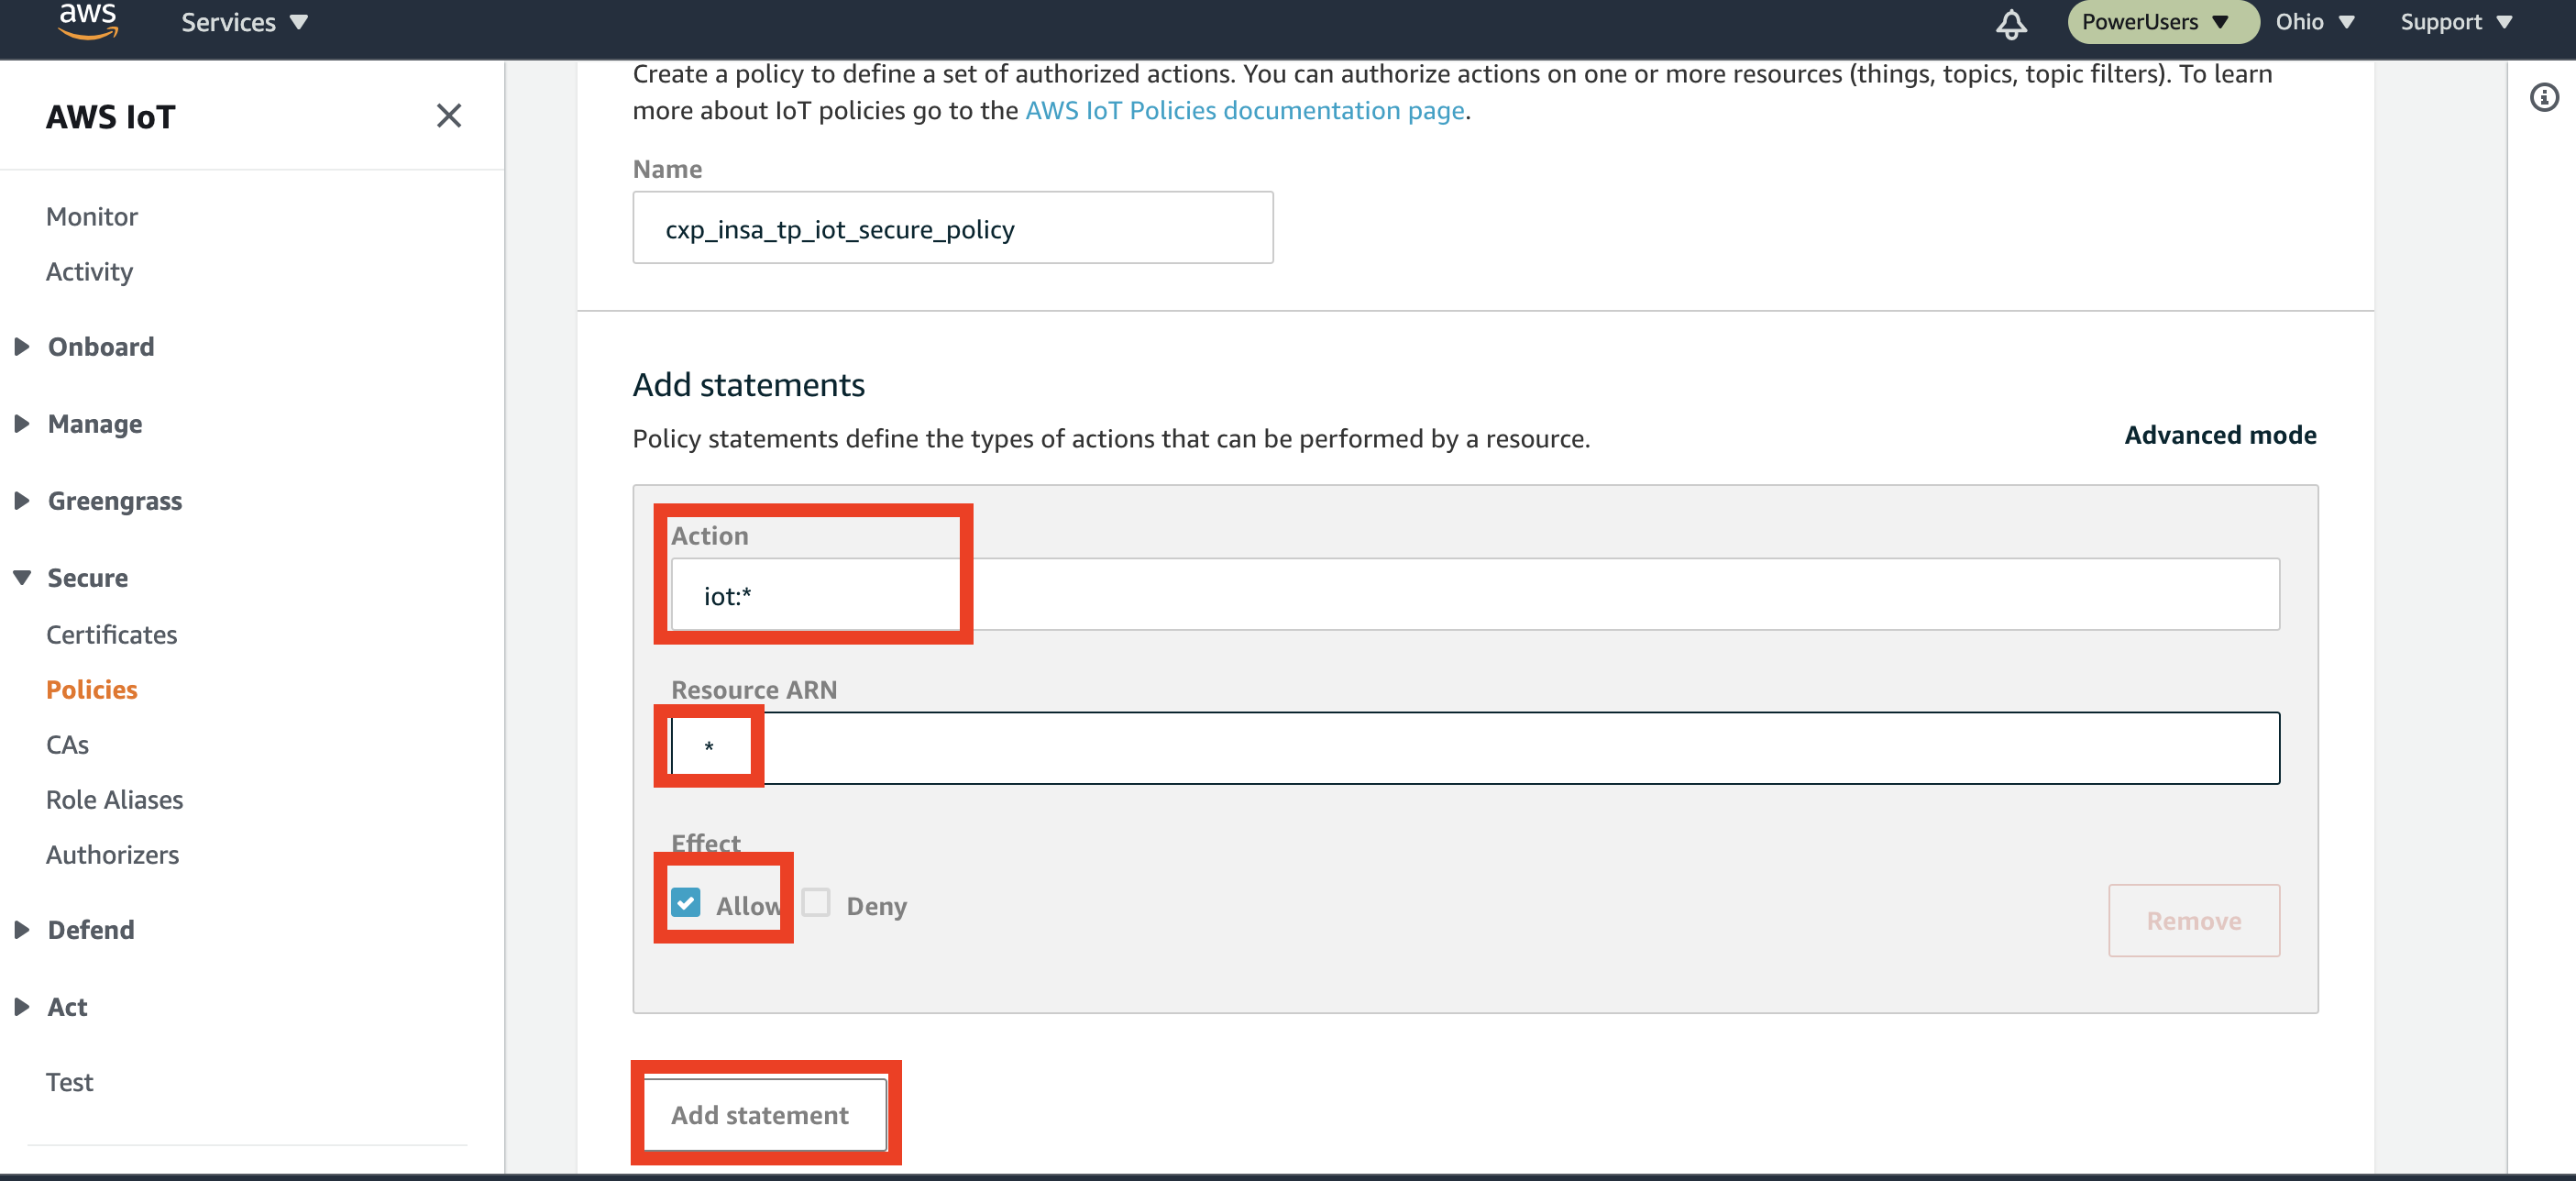 aws
Services
PowerUsers
Ohio
Support
AWS IoT
Monitor
Activity
Onboard
Manage
Greengrass
Secure
Certificates
Policies
CAs
Role Aliases
Authorizers
Defend
Act
Test
Create a policy to define a set of authorized actions. You can authorize actions on one or more resources (things, topics, topic filters). To learn
more about IoT policies go to the AWS IoT Policies documentation page.
Name
cxp_insa_tp_iot_secure_policy
Add statements
Policy statements define the types of actions that can be performed by a resource.
Advanced mode
Action
iot:*
Resource ARN
*
Effect
Allow
Deny
Remove
Add statement